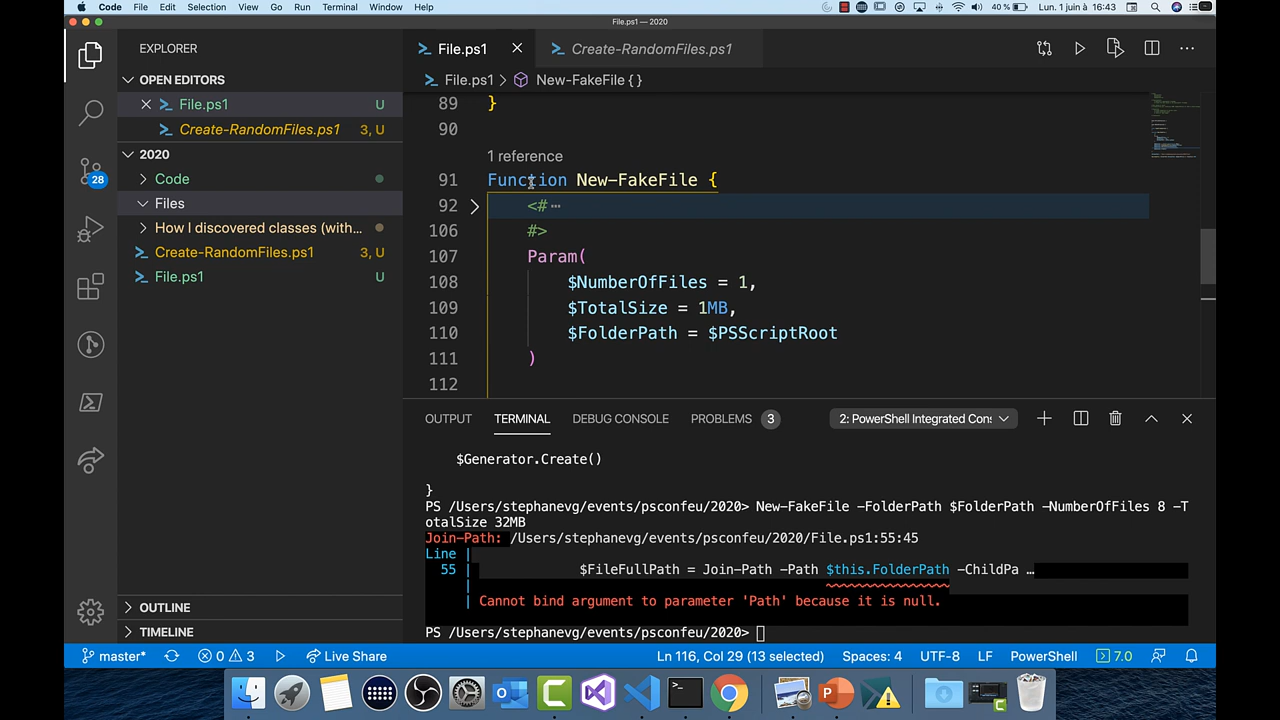 Code File Edit Selection View Go Run Terminal Window Help 40 % Lun. 1 juin à 16:43
File.ps1 — 2020
EXPLORER
File.ps1
Create-RandomFiles.ps1
OPEN EDITORS
File.ps1 > New-FakeFile { }
File.ps1 U
Create-RandomFiles.ps1 3, U
2020
Code
Files
How I discovered classes (with...
Create-RandomFiles.ps1 3, U
File.ps1 U
28
89 }
90
1 reference
91 Function New-FakeFile {
92 <# ⋯
106 #>
107 Param(
108 $NumberOfFiles = 1,
109 $TotalSize = 1MB,
110 $FolderPath = $PSScriptRoot
111 )
112
OUTPUT TERMINAL DEBUG CONSOLE PROBLEMS 3 2: PowerShell Integrated Cons
$Generator.Create()
}
PS /Users/stephanevg/events/psconfeu/2020> New-FakeFile -FolderPath $FolderPath -NumberOfFiles 8 -T
otalSize 32MB
Join-Path: /Users/stephanevg/events/psconfeu/2020/File.ps1:55:45
Line |
55 | $FileFullPath = Join-Path -Path $this.FolderPath -ChildPa …
|
| Cannot bind argument to parameter 'Path' because it is null.
PS /Users/stephanevg/events/psconfeu/2020>
OUTLINE
TIMELINE
master* 0 3 Live Share Ln 116, Col 29 (13 selected) Spaces: 4 UTF-8 LF PowerShell 7.0